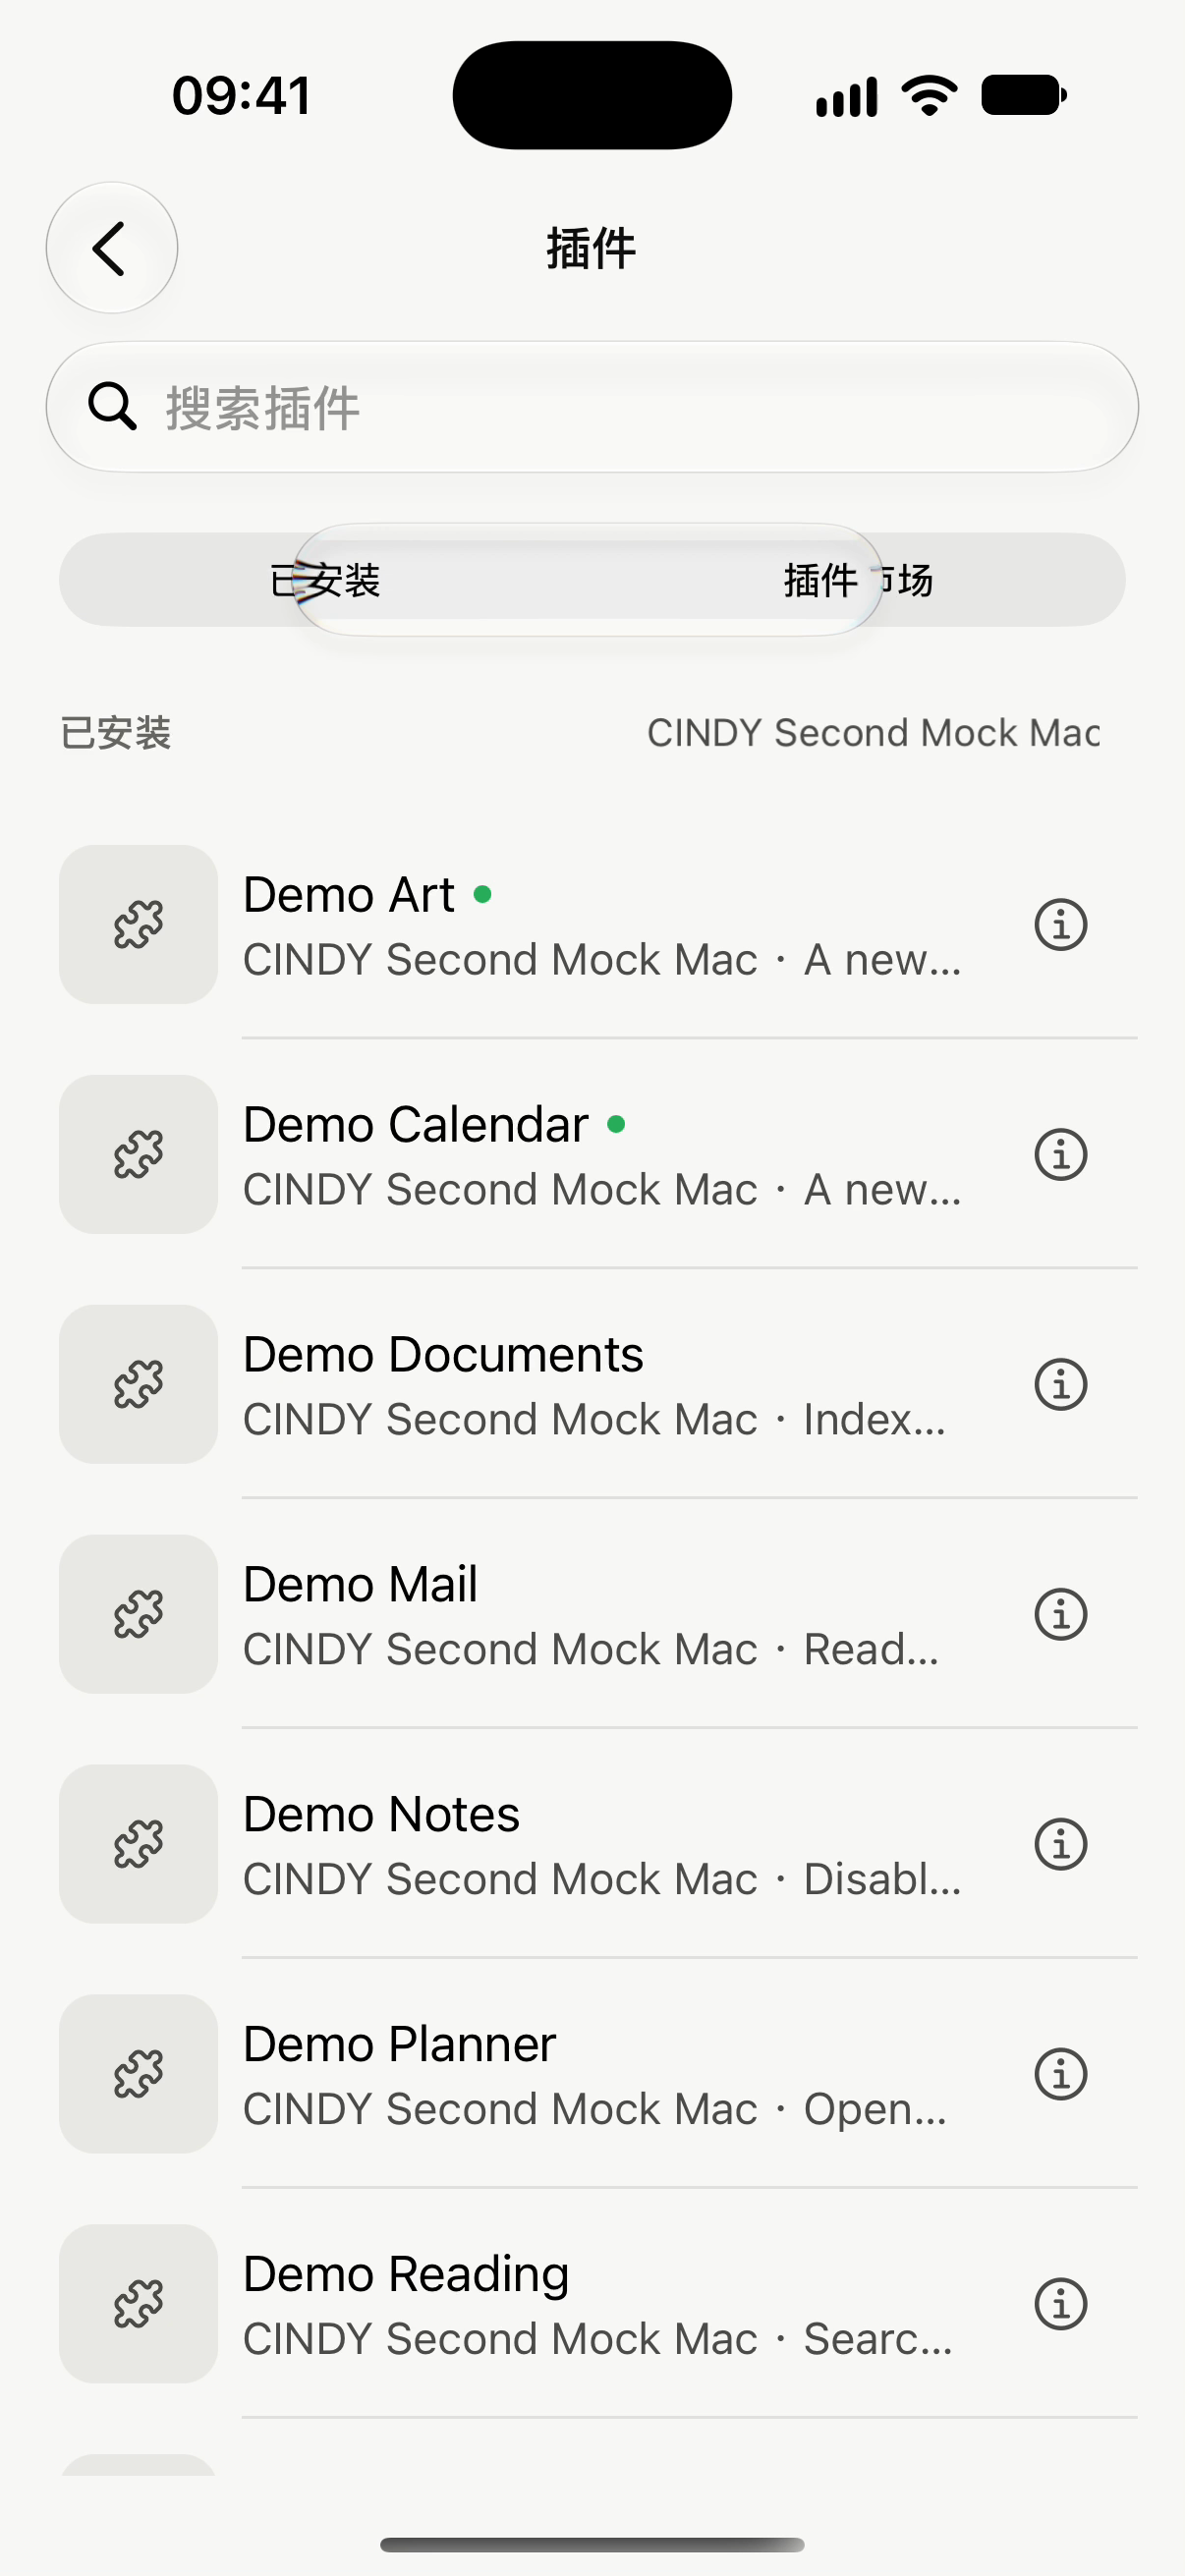 09:41
插件
搜索插件
已安装 插件市场
已安装 CINDY Second Mock Mac
Demo Art
CINDY Second Mock Mac · A new...
Demo Calendar
CINDY Second Mock Mac · A new...
Demo Documents
CINDY Second Mock Mac · Index...
Demo Mail
CINDY Second Mock Mac · Read...
Demo Notes
CINDY Second Mock Mac · Disabl...
Demo Planner
CINDY Second Mock Mac · Open...
Demo Reading
CINDY Second Mock Mac · Searc...